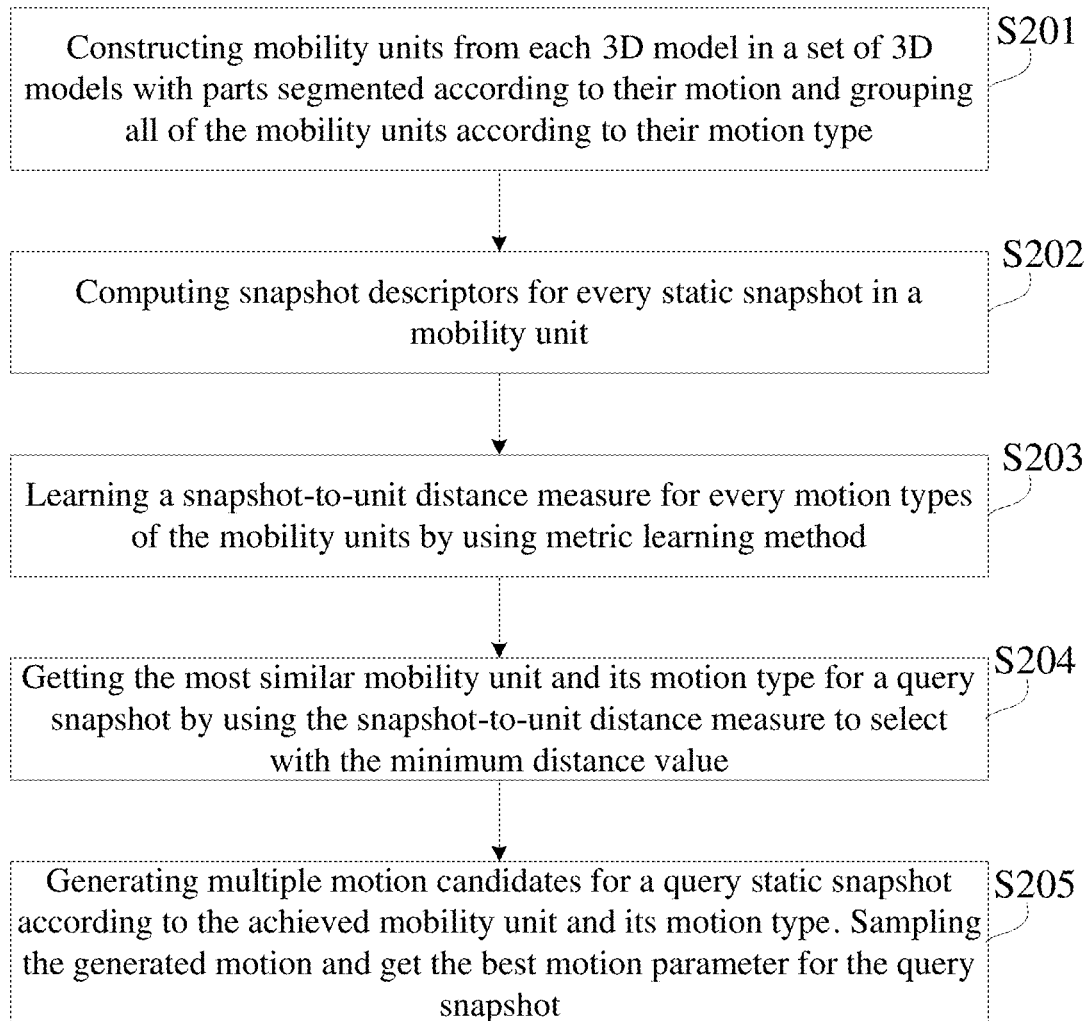 Constructing mobility units from each 3D model in a set of 3D
models with parts segmented according to their motion and grouping
all of the mobility units according to their motion type
S201
Computing snapshot descriptors for every static snapshot in a
mobility unit
S202
Learning a snapshot-to-unit distance measure for every motion types
of the mobility units by using metric learning method
S203
Getting the most similar mobility unit and its motion type for a query
snapshot by using the snapshot-to-unit distance measure to select
with the minimum distance value
S204
Generating multiple motion candidates for a query static snapshot
according to the achieved mobility unit and its motion type. Sampling
the generated motion and get the best motion parameter for the query
snapshot
S205